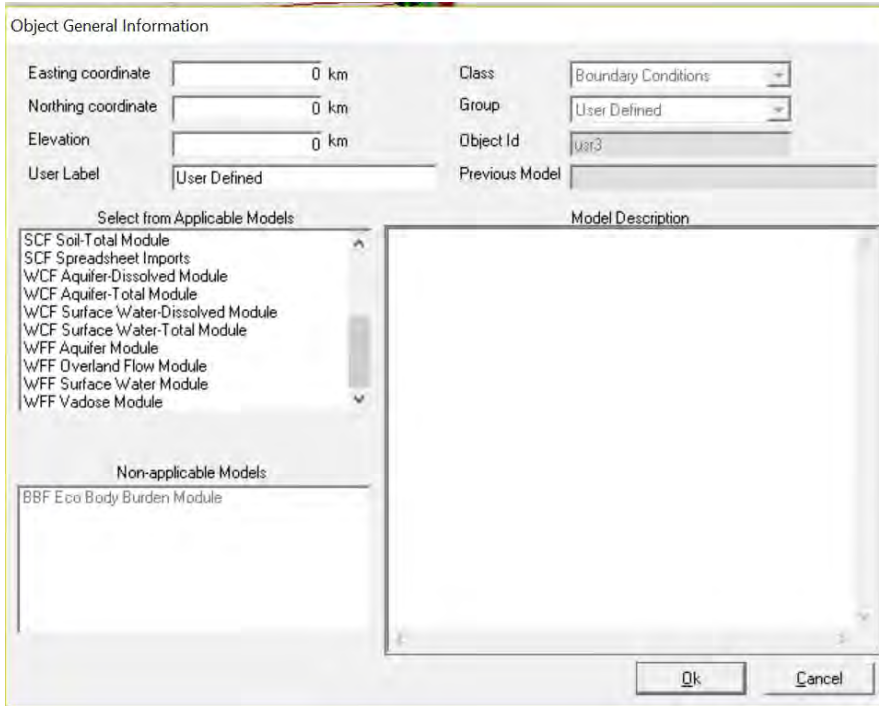 Object General Information
Easting coordinate 0 km
Northing coordinate 0 km
Elevation 0 km
User Label User Defined
Class Boundary Conditions
Group User Defined
Object Id usr3
Previous Model
Select from Applicable Models
SCF Soil-Total Module
SCF Spreadsheet Imports
WCF Aquifer-Dissolved Module
WCF Aquifer-Total Module
WCF Surface Water-Dissolved Module
WCF Surface Water-Total Module
WFF Aquifer Module
WFF Overland Flow Module
WFF Surface Water Module
WFF Vadose Module
Non-applicable Models
BBF Eco Body Burden Module
Model Description
Ok
Cancel